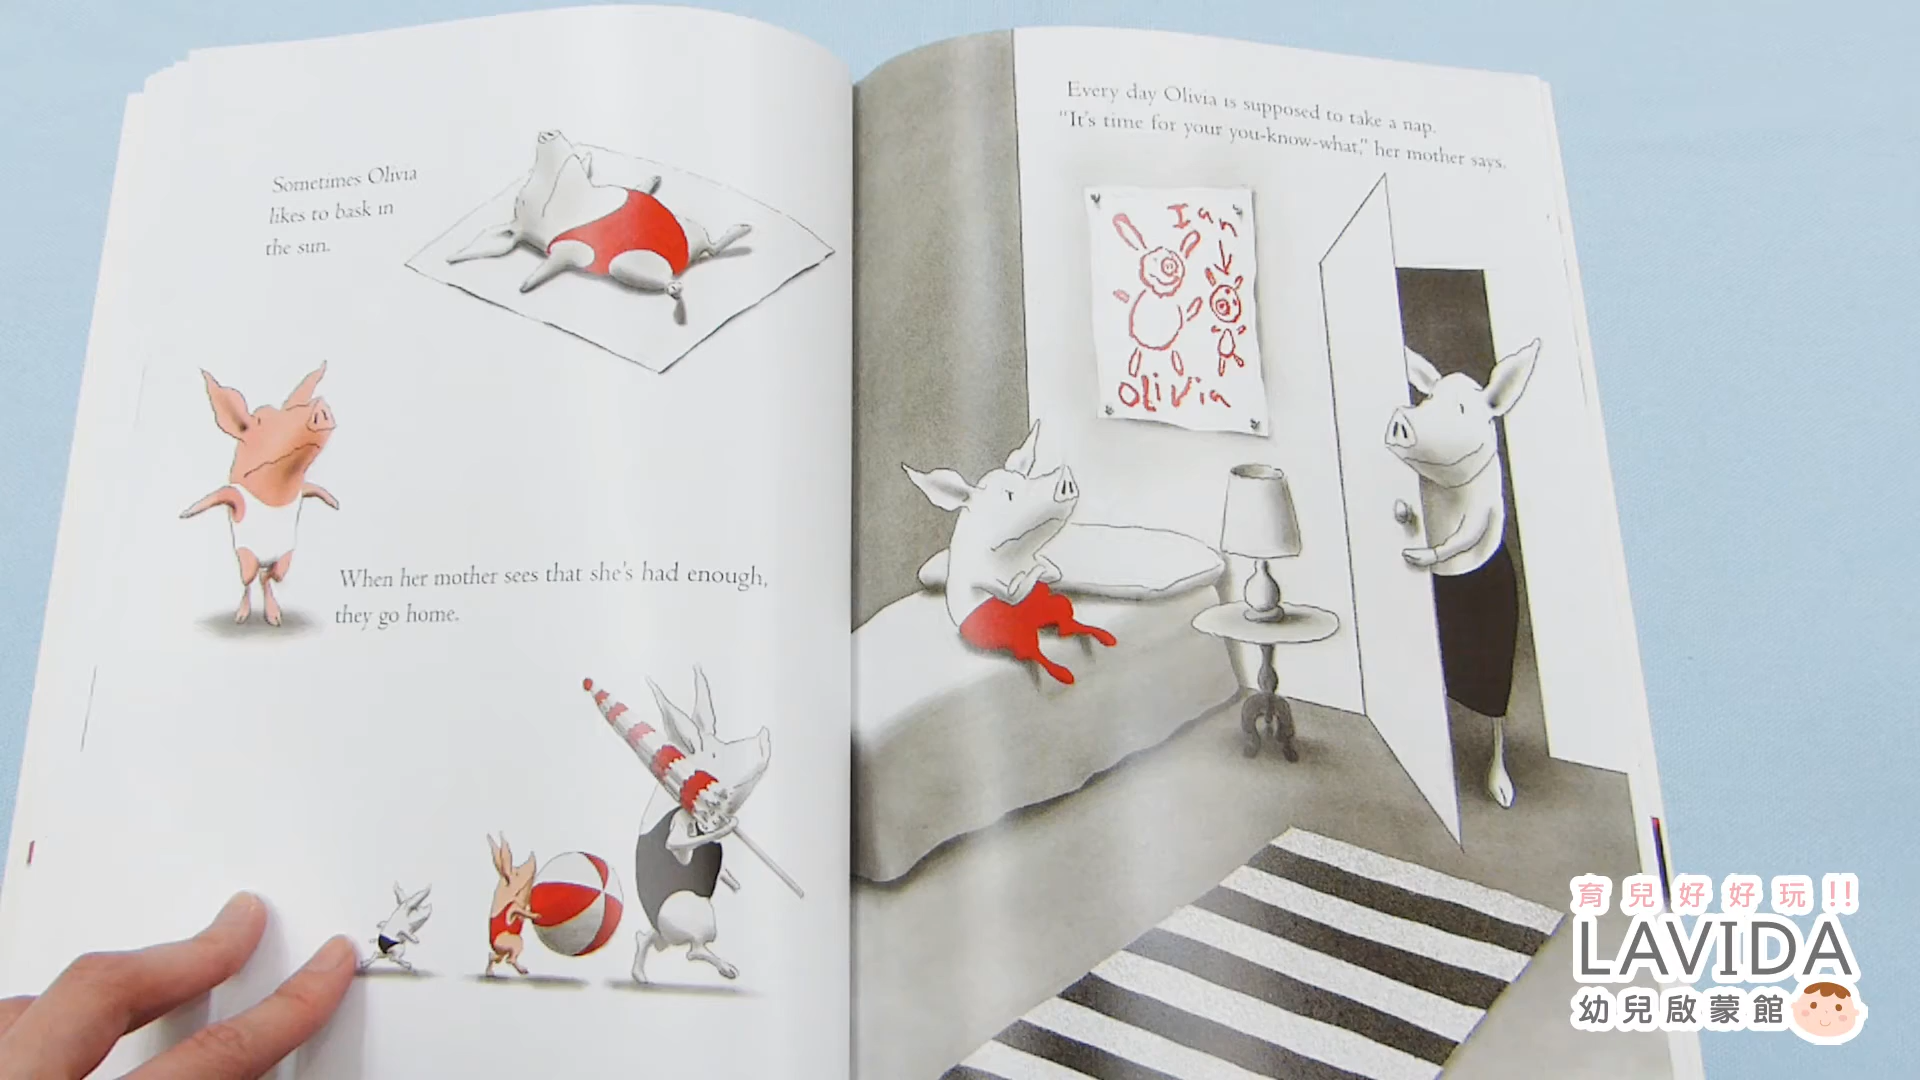 Sometimes Olivia
likes to bask in
the sun.
When her mother sees that she's had enough,
they go home.
Every day Olivia is supposed to take a nap.
"It's time for your you-know-what," her mother says.
Ian
OLiVia
育兒好好玩!!
LAVIDA
幼兒啟蒙館